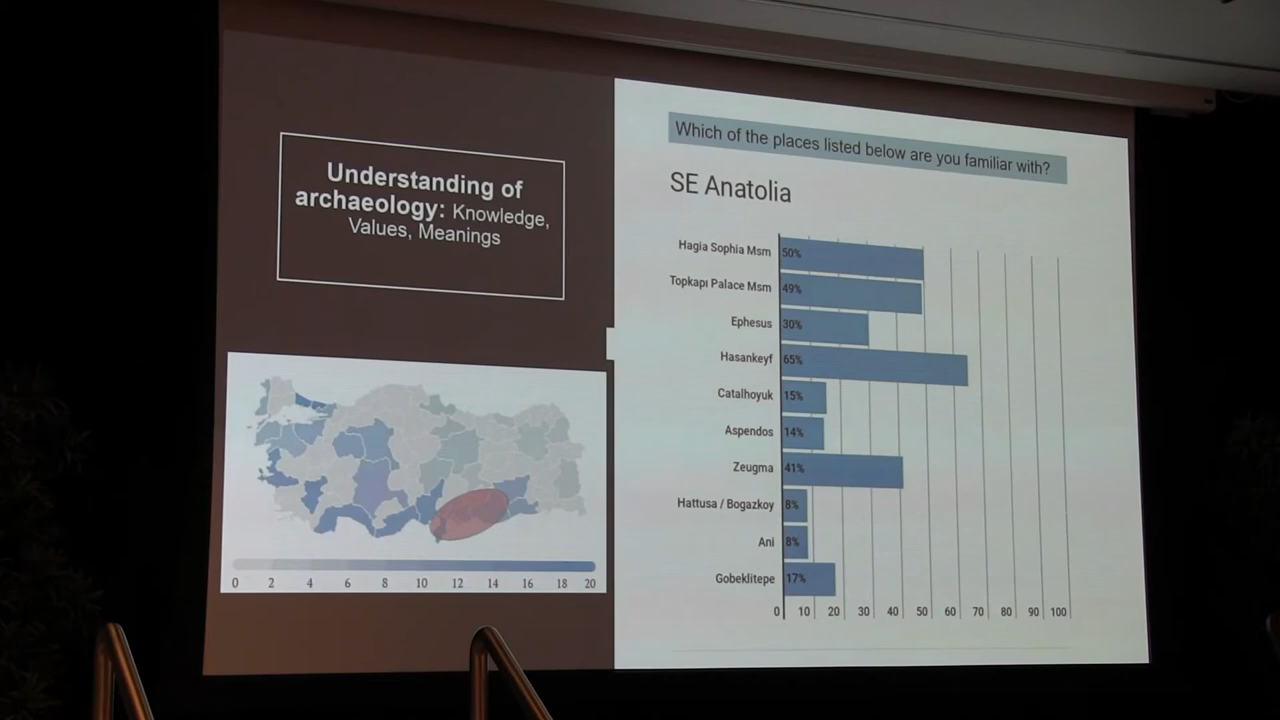 Understanding of
archaeology: Knowledge,
Values, Meanings
0 2 4 6 8 10 12 14 16 18 20
Which of the places listed below are you familiar with?
SE Anatolia
Hagia Sophia Msm 50%
Topkapı Palace Msm 49%
Ephesus 30%
Hasankeyf 65%
Catalhoyuk 15%
Aspendos 14%
Zeugma 41%
Hattusa / Bogazkoy 8%
Ani 8%
Gobeklitepe 17%
0 10 20 30 40 50 60 70 80 90 100